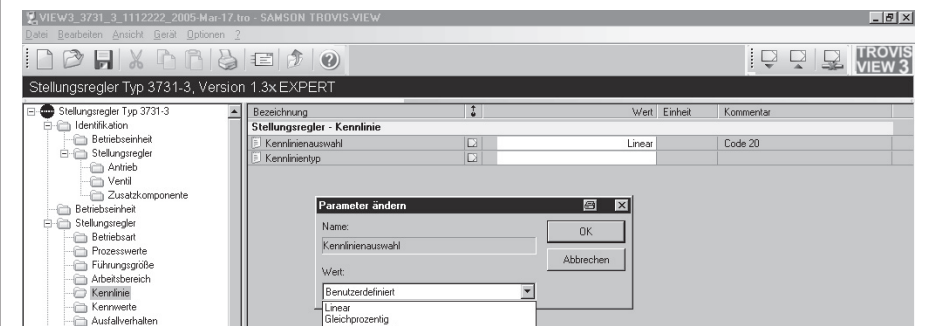 VIEW3_3731_3_1112222_2005-Mar-17.tro - SAMSON TROVIS-VIEW
Datei Bearbeiten Ansicht Gerät Optionen ?
TROVIS
VIEW 3
Stellungsregler Typ 3731-3, Version 1.3x EXPERT
Stellungsregler Typ 3731-3
Identifikation
Betriebseinheit
Stellungsregler
Antrieb
Ventil
Zusatzkomponente
Betriebseinheit
Stellungsregler
Betriebsart
Prozesswerte
Führungsgröße
Arbeitsbereich
Kennlinie
Kennwerte
Ausfallverhalten
Bezeichnung Wert Einheit Kommentar
Stellungsregler - Kennlinie
Kennlinienauswahl Linear Code 20
Kennlinientyp
Parameter ändern
Name:
OK
Kennlinienauswahl
Abbrechen
Wert:
Benutzerdefiniert
Linear
Gleichprozentig